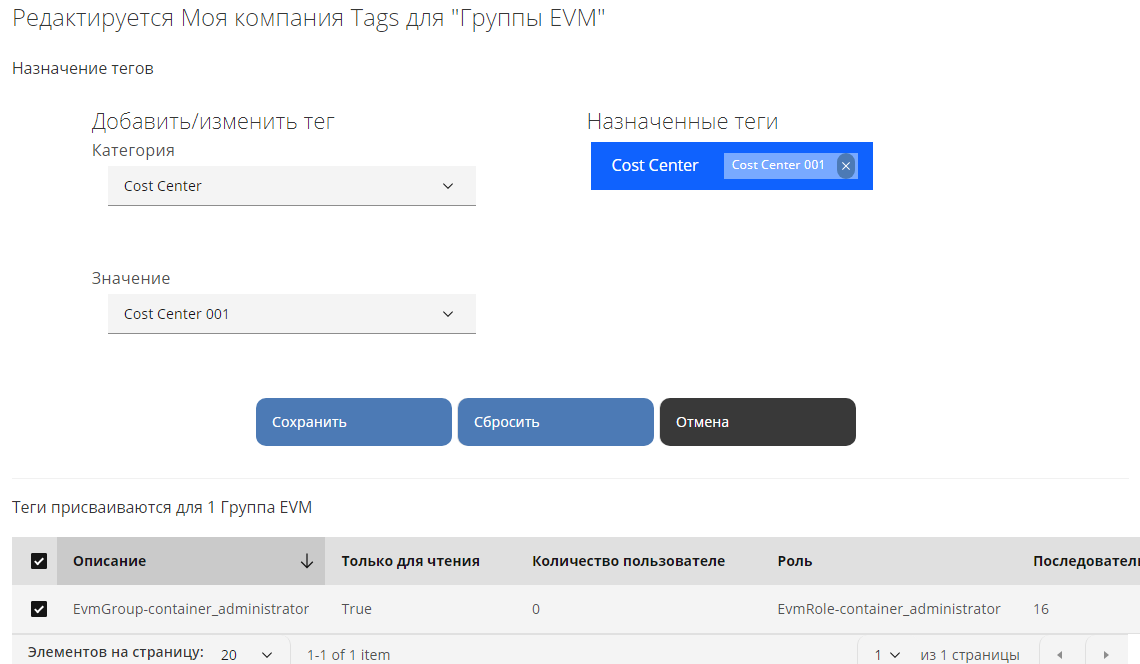 Редактируется Моя компания Tags для "Группы EVM"
Назначение тегов
Добавить/изменить тег
Категория
Cost Center
Значение
Cost Center 001
Назначенные теги
Cost Center Cost Center 001
Сохранить Сбросить Отмена
Теги присваиваются для 1 Группа EVM
Описание Только для чтения Количество пользователе Роль Последовател
EvmGroup-container_administrator True 0 EvmRole-container_administrator 16
Элементов на страницу: 20 1-1 of 1 item 1 из 1 страницы